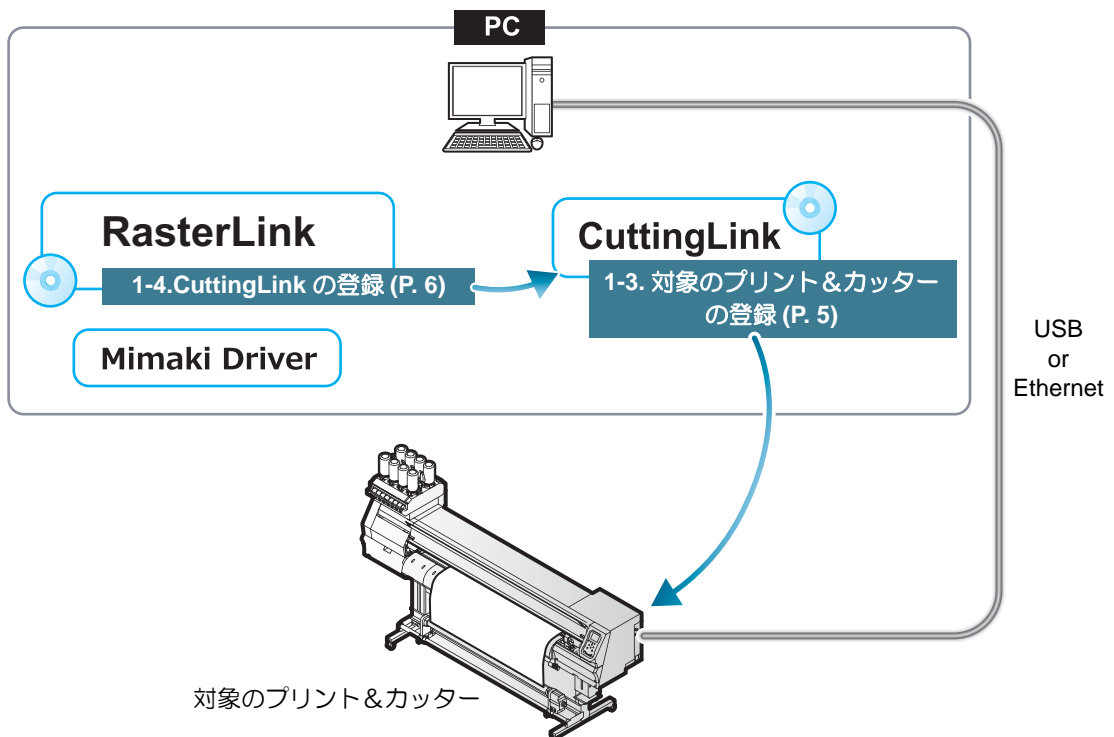 PC
RasterLink
1-4.CuttingLink の登録 (P. 6)
Mimaki Driver
CuttingLink
1-3. 対象のプリント＆カッター
の登録 (P. 5)
USB
or
Ethernet
対象のプリント＆カッター